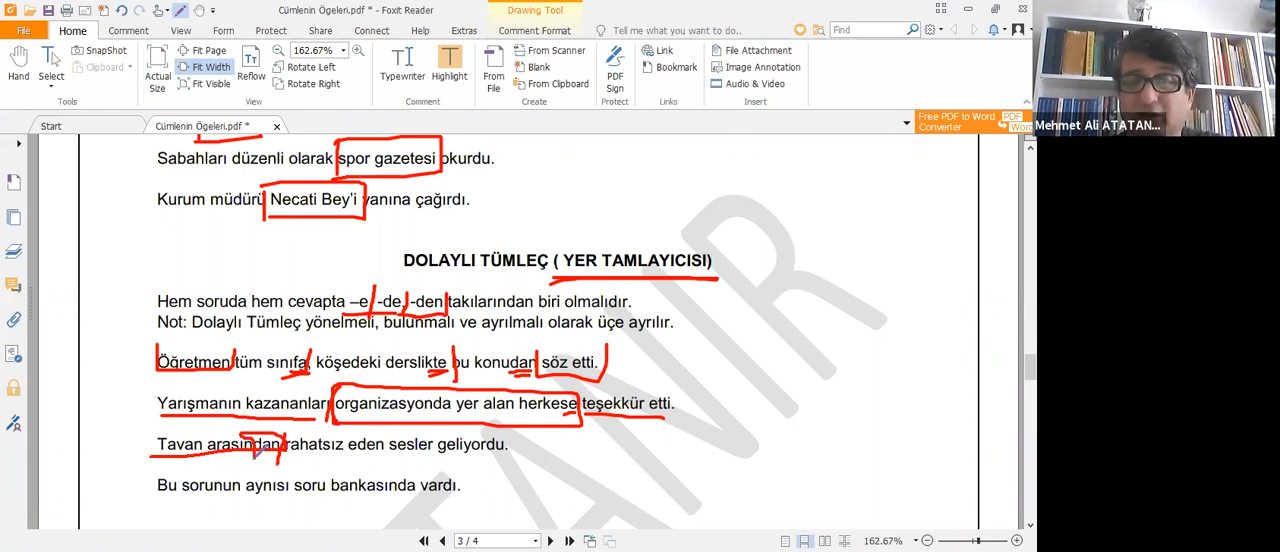 Cümlenin Ögeleri.pdf * - Foxit Reader
Drawing Tool
File
Home
Comment
View
Form
Protect
Share
Connect
Help
Extras
Comment Format
Tell me what you want to do..
Find
Hand
Select
SnapShot
Clipboard
Tools
Actual
Size
Fit Page
Fit Width
Fit Visible
Reflow
162.67%
Rotate Left
Rotate Right
View
Typewriter
Highlight
Comment
From
File
From Scanner
Blank
From Clipboard
Create
PDF
Sign
Protect
Link
Bookmark
Links
File Attachment
Image Annotation
Audio & Video
Insert
Start
Cümlenin Ögeleri.pdf *
Free PDF to Word
Converter
PDF
Word
Mehmet Ali ATATAN...
Sabahları düzenli olarak spor gazetesi okurdu.
Kurum müdürü Necati Bey'i yanına çağırdı.
DOLAYLI TÜMLEÇ ( YER TAMLAYICISI)
Hem soruda hem cevapta –e, -de, -den takılarından biri olmalıdır.
Not: Dolaylı Tümleç yönelmeli, bulunmalı ve ayrılmalı olarak üçe ayrılır.
Öğretmen tüm sınıfa, köşedeki derslikte bu konudan söz etti.
Yarışmanın kazananları organizasyonda yer alan herkese teşekkür etti.
Tavan arasından rahatsız eden sesler geliyordu.
Bu sorunun aynısı soru bankasında vardı.
TANIR
3 / 4
162.67%